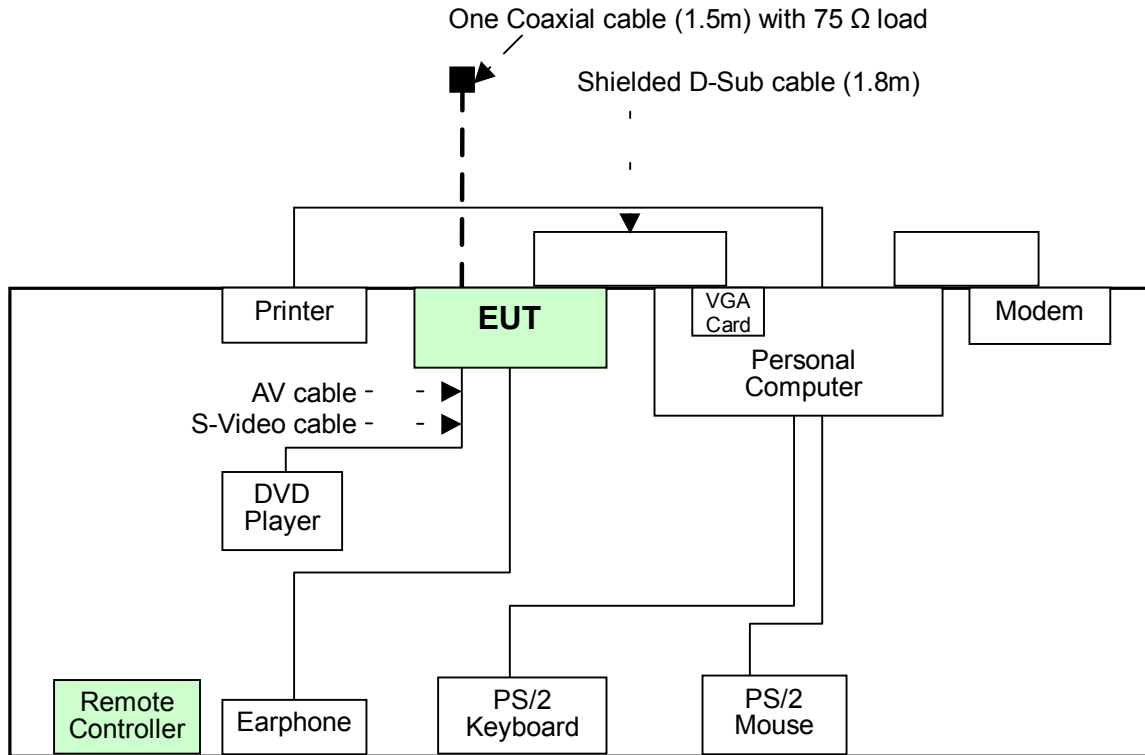 One Coaxial cable (1.5m) with 75 Ω load
Shielded D-Sub cable (1.8m)
Printer
EUT
VGA
Card
Modem
Personal
Computer
AV cable
S-Video cable
DVD
Player
Remote
Controller
Earphone
PS/2
Keyboard
PS/2
Mouse